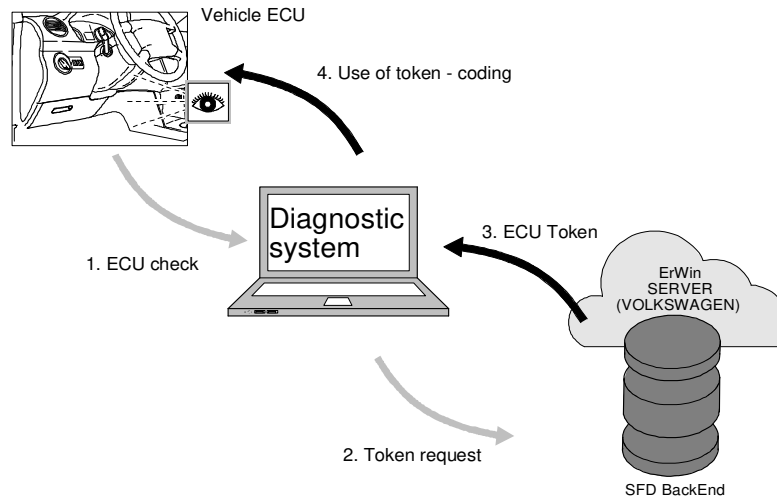 Vehicle ECU
4. Use of token - coding
Diagnostic
system
3. ECU Token
1. ECU check
ErWin
SERVER
(VOLKSWAGEN)
2. Token request
SFD BackEnd